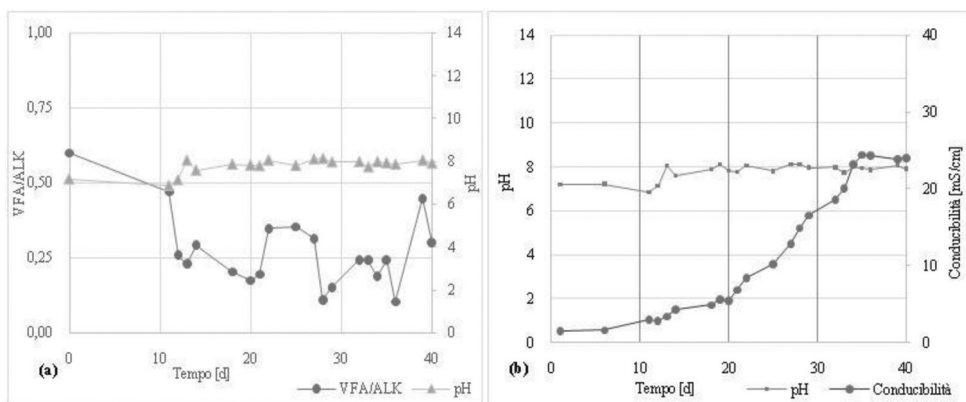 1,00
0,75
0,50
0,25
0,00
VFA/ALK
14
12
10
8
6
4
2
0
pH
0 10 20 30 40
(a)
Tempo [d]
VFA/ALK pH
14
12
10
8
6
4
2
0
pH
40
30
20
10
0
Conducibilità [mS/cm]
0 10 20 30 40
(b)
Tempo [d]
pH Conducibilità